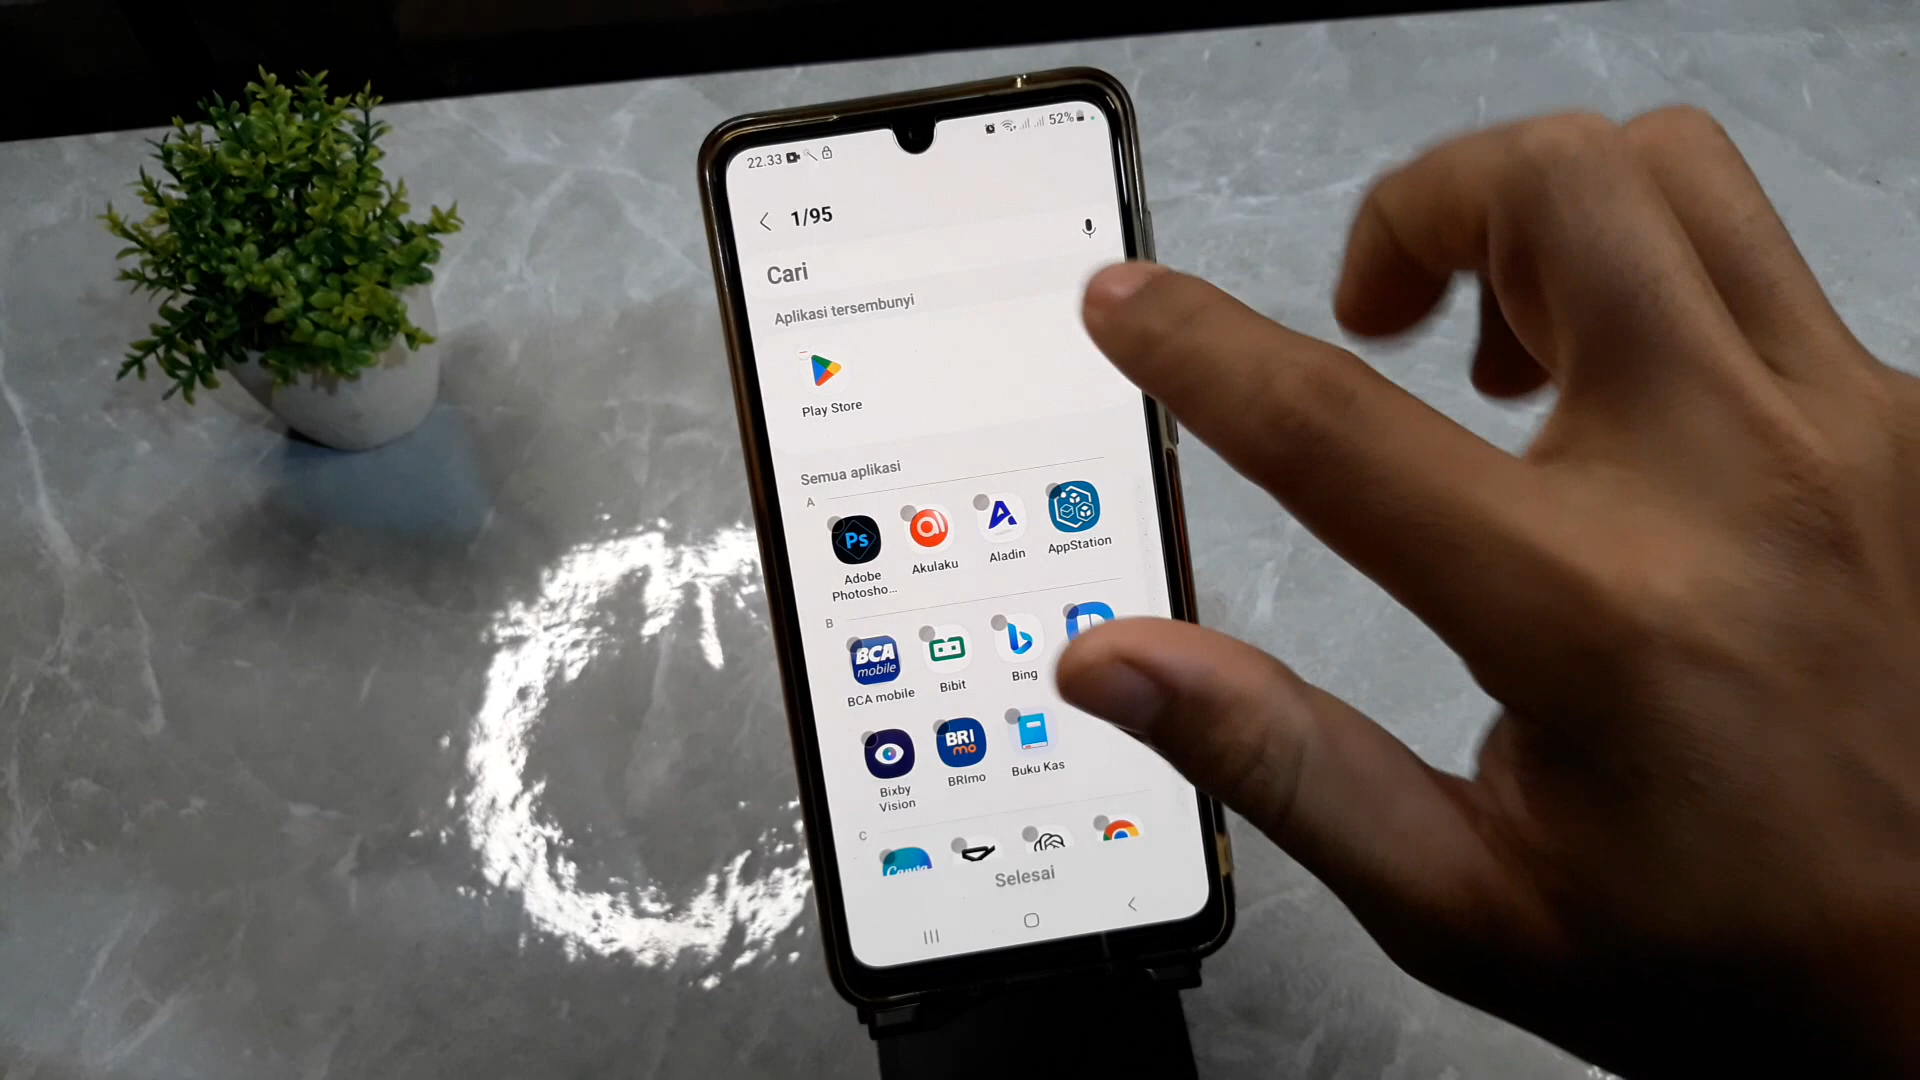 22.33
52%
1/95
Cari
Aplikasi tersembunyi
Play Store
Semua aplikasi
A
Ps
Adobe
Photosho...
Akulaku
Aladin
AppStation
B
BCA
mobile
BCA mobile
Bibit
Bing
Bixby
Vision
BRI
mo
BRImo
Buku Kas
C
Canva
Selesai